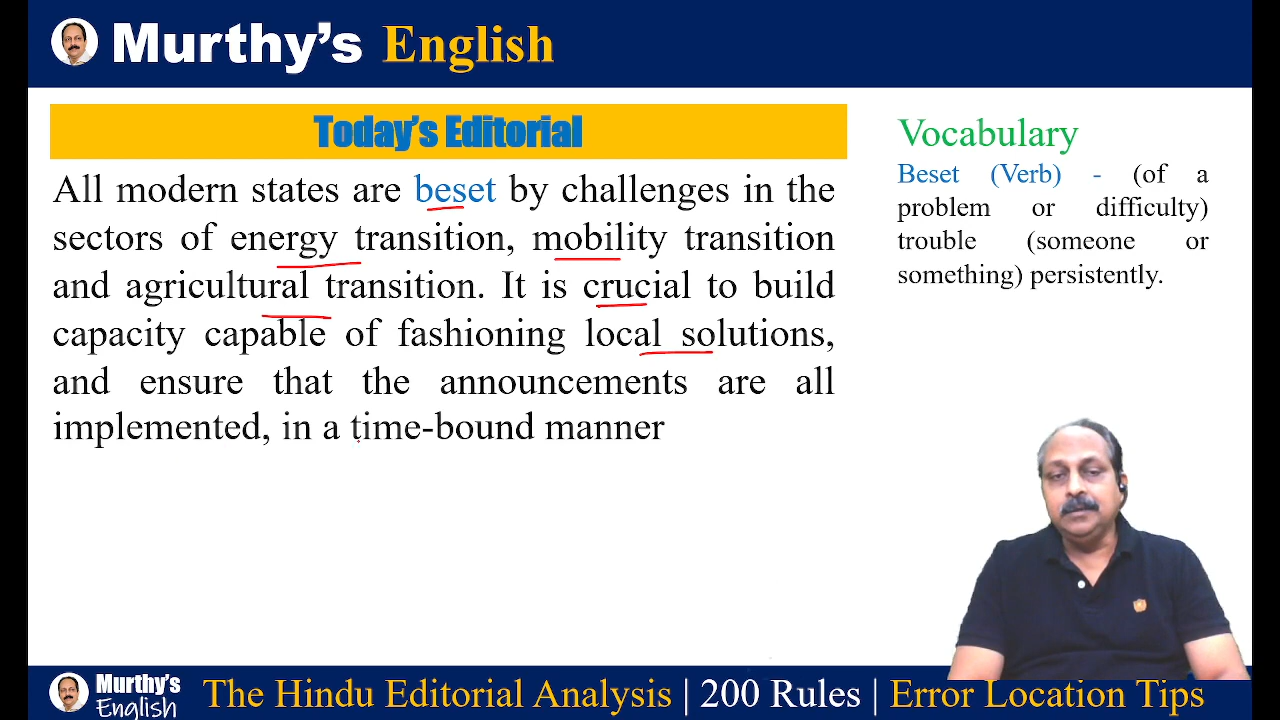 Murthy's English
Today's Editorial
All modern states are beset by challenges in the
sectors of energy transition, mobility transition
and agricultural transition. It is crucial to build
capacity capable of fashioning local solutions,
and ensure that the announcements are all
implemented, in a time-bound manner
Vocabulary
Beset (Verb) - (of a
problem or difficulty)
trouble (someone or
something) persistently.
Murthy's
English
The Hindu Editorial Analysis | 200 Rules | Error Location Tips